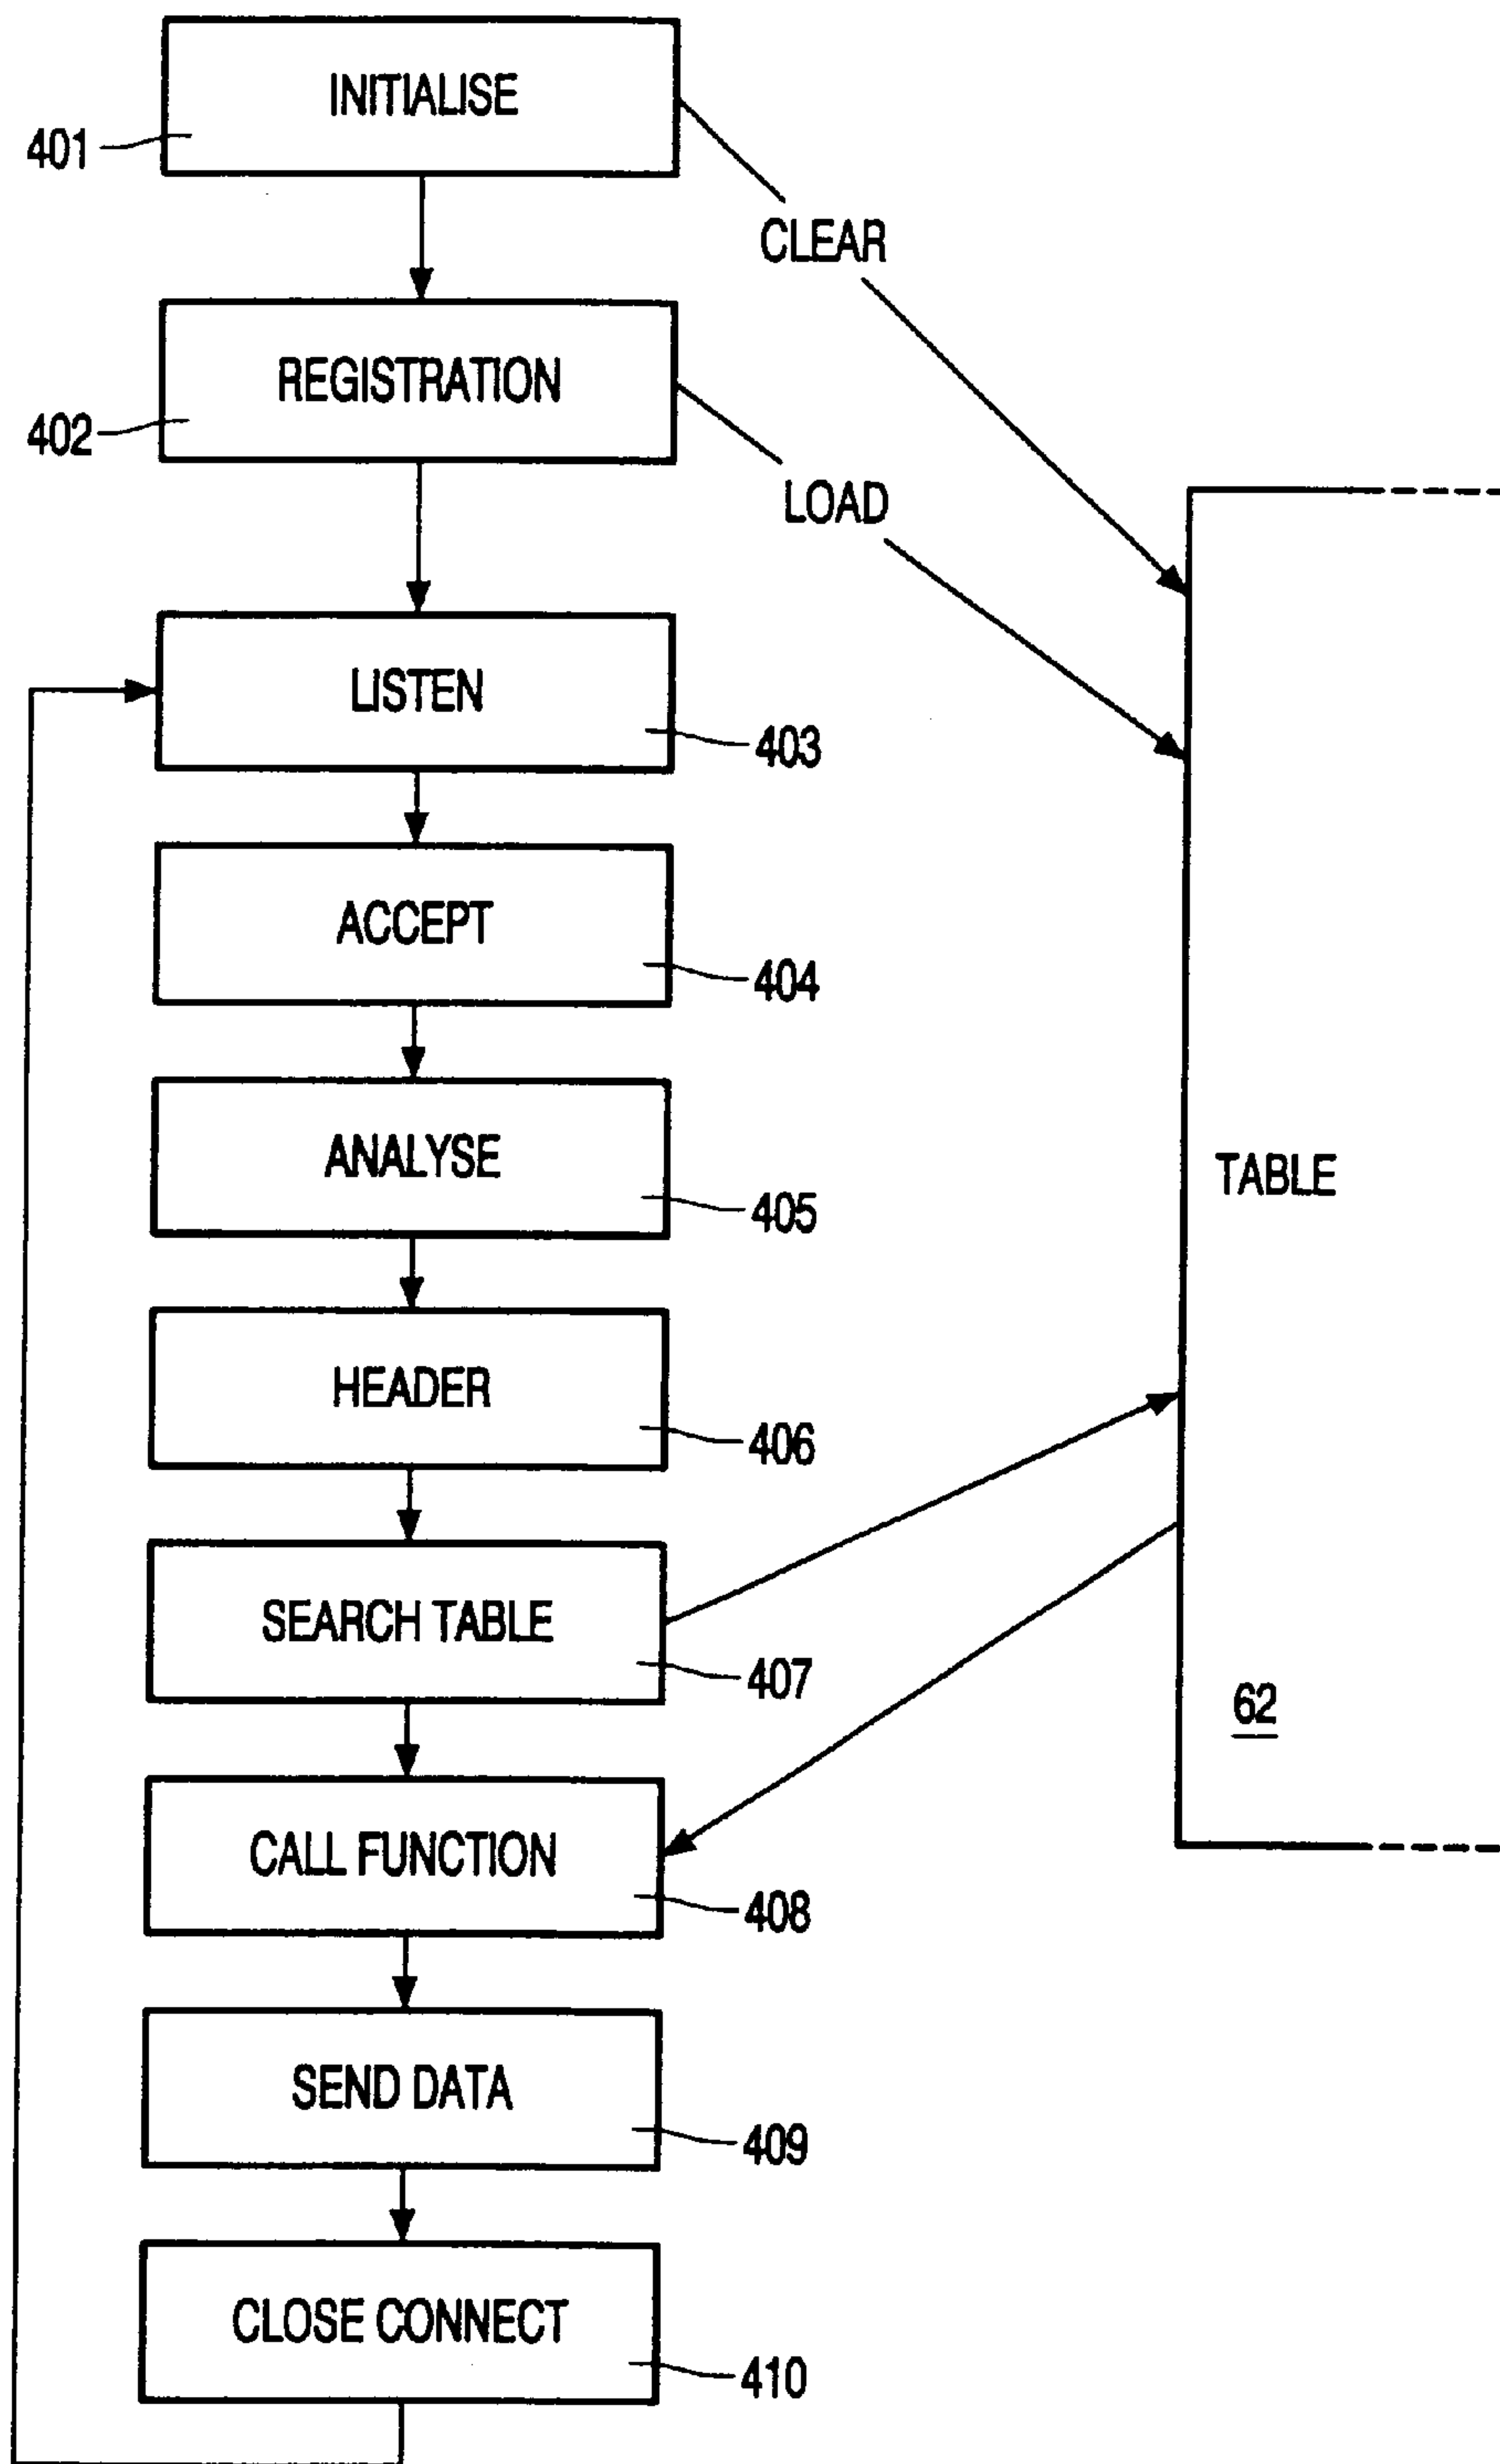 INITIALISE
401
CLEAR
REGISTRATION
402
LOAD
LISTEN
403
ACCEPT
404
ANALYSE
405
TABLE
HEADER
406
SEARCH TABLE
407
62
CALL FUNCTION
408
SEND DATA
409
CLOSE CONNECT
410